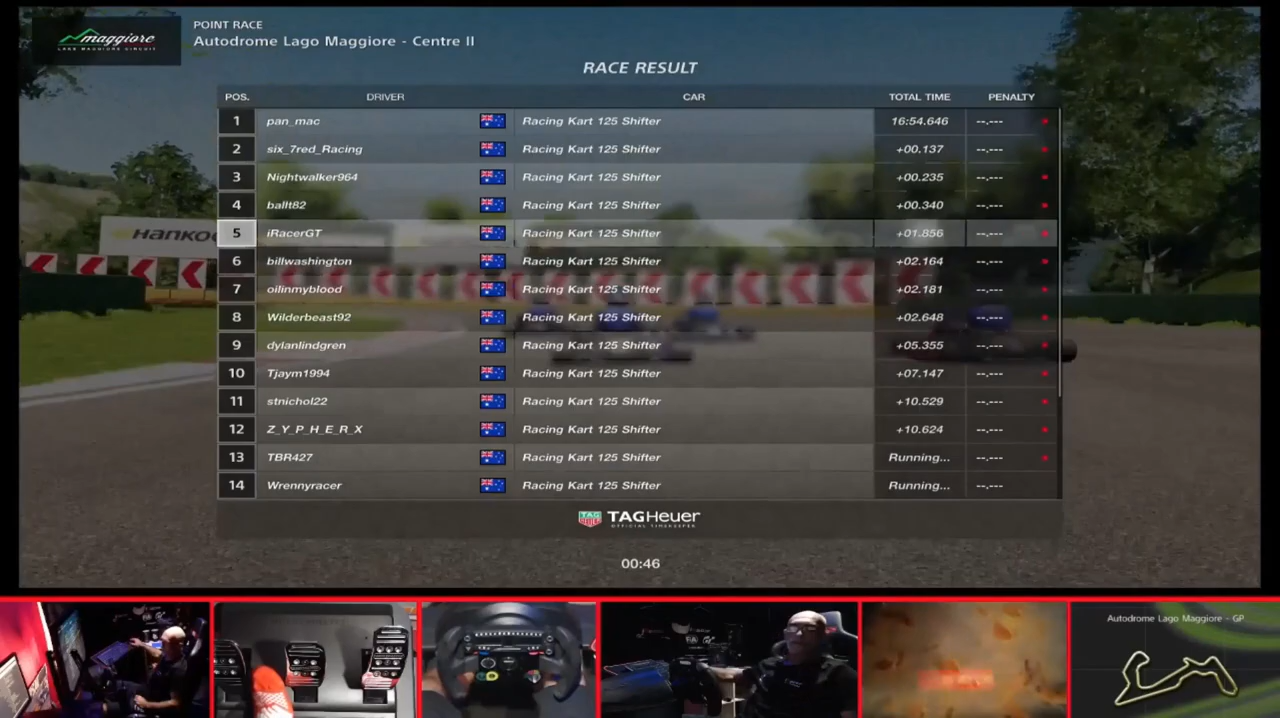 maggiore
LAGO MAGGIORE CIRCUIT
POINT RACE
Autodrome Lago Maggiore - Centre II
RACE RESULT
POS. DRIVER CAR TOTAL TIME PENALTY
1 pan_mac Racing Kart 125 Shifter 16:54.646 --.---
2 six_7red_Racing Racing Kart 125 Shifter +00.137 --.---
3 Nightwalker964 Racing Kart 125 Shifter +00.235 --.---
4 ballt82 Racing Kart 125 Shifter +00.340 --.---
5 iRacerGT Racing Kart 125 Shifter +01.856 --.---
6 billwashington Racing Kart 125 Shifter +02.164 --.---
7 oilinmyblood Racing Kart 125 Shifter +02.181 --.---
8 Wilderbeast92 Racing Kart 125 Shifter +02.648 --.---
9 dylanlindgren Racing Kart 125 Shifter +05.355 --.---
10 Tjaym1994 Racing Kart 125 Shifter +07.147 --.---
11 stnichol22 Racing Kart 125 Shifter +10.529 --.---
12 Z_Y_P_H_E_R_X Racing Kart 125 Shifter +10.624 --.---
13 TBR427 Racing Kart 125 Shifter Running... --.---
14 Wrennyracer Racing Kart 125 Shifter Running... --.---
HANKOO
TAG HEUER TAGHeuer
OFFICIAL TIMEKEEPER
00:46
Autodrome Lago Maggiore - GP